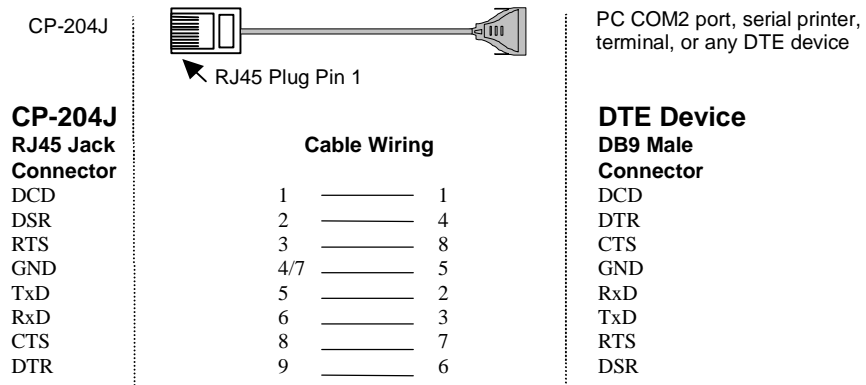 CP-204J
PC COM2 port, serial printer,
terminal, or any DTE device
RJ45 Plug Pin 1
CP-204J DTE Device
RJ45 Jack Cable Wiring DB9 Male
Connector Connector
DCD 1 1 DCD
DSR 2 4 DTR
RTS 3 8 CTS
GND 4/7 5 GND
TxD 5 2 RxD
RxD 6 3 TxD
CTS 8 7 RTS
DTR 9 6 DSR